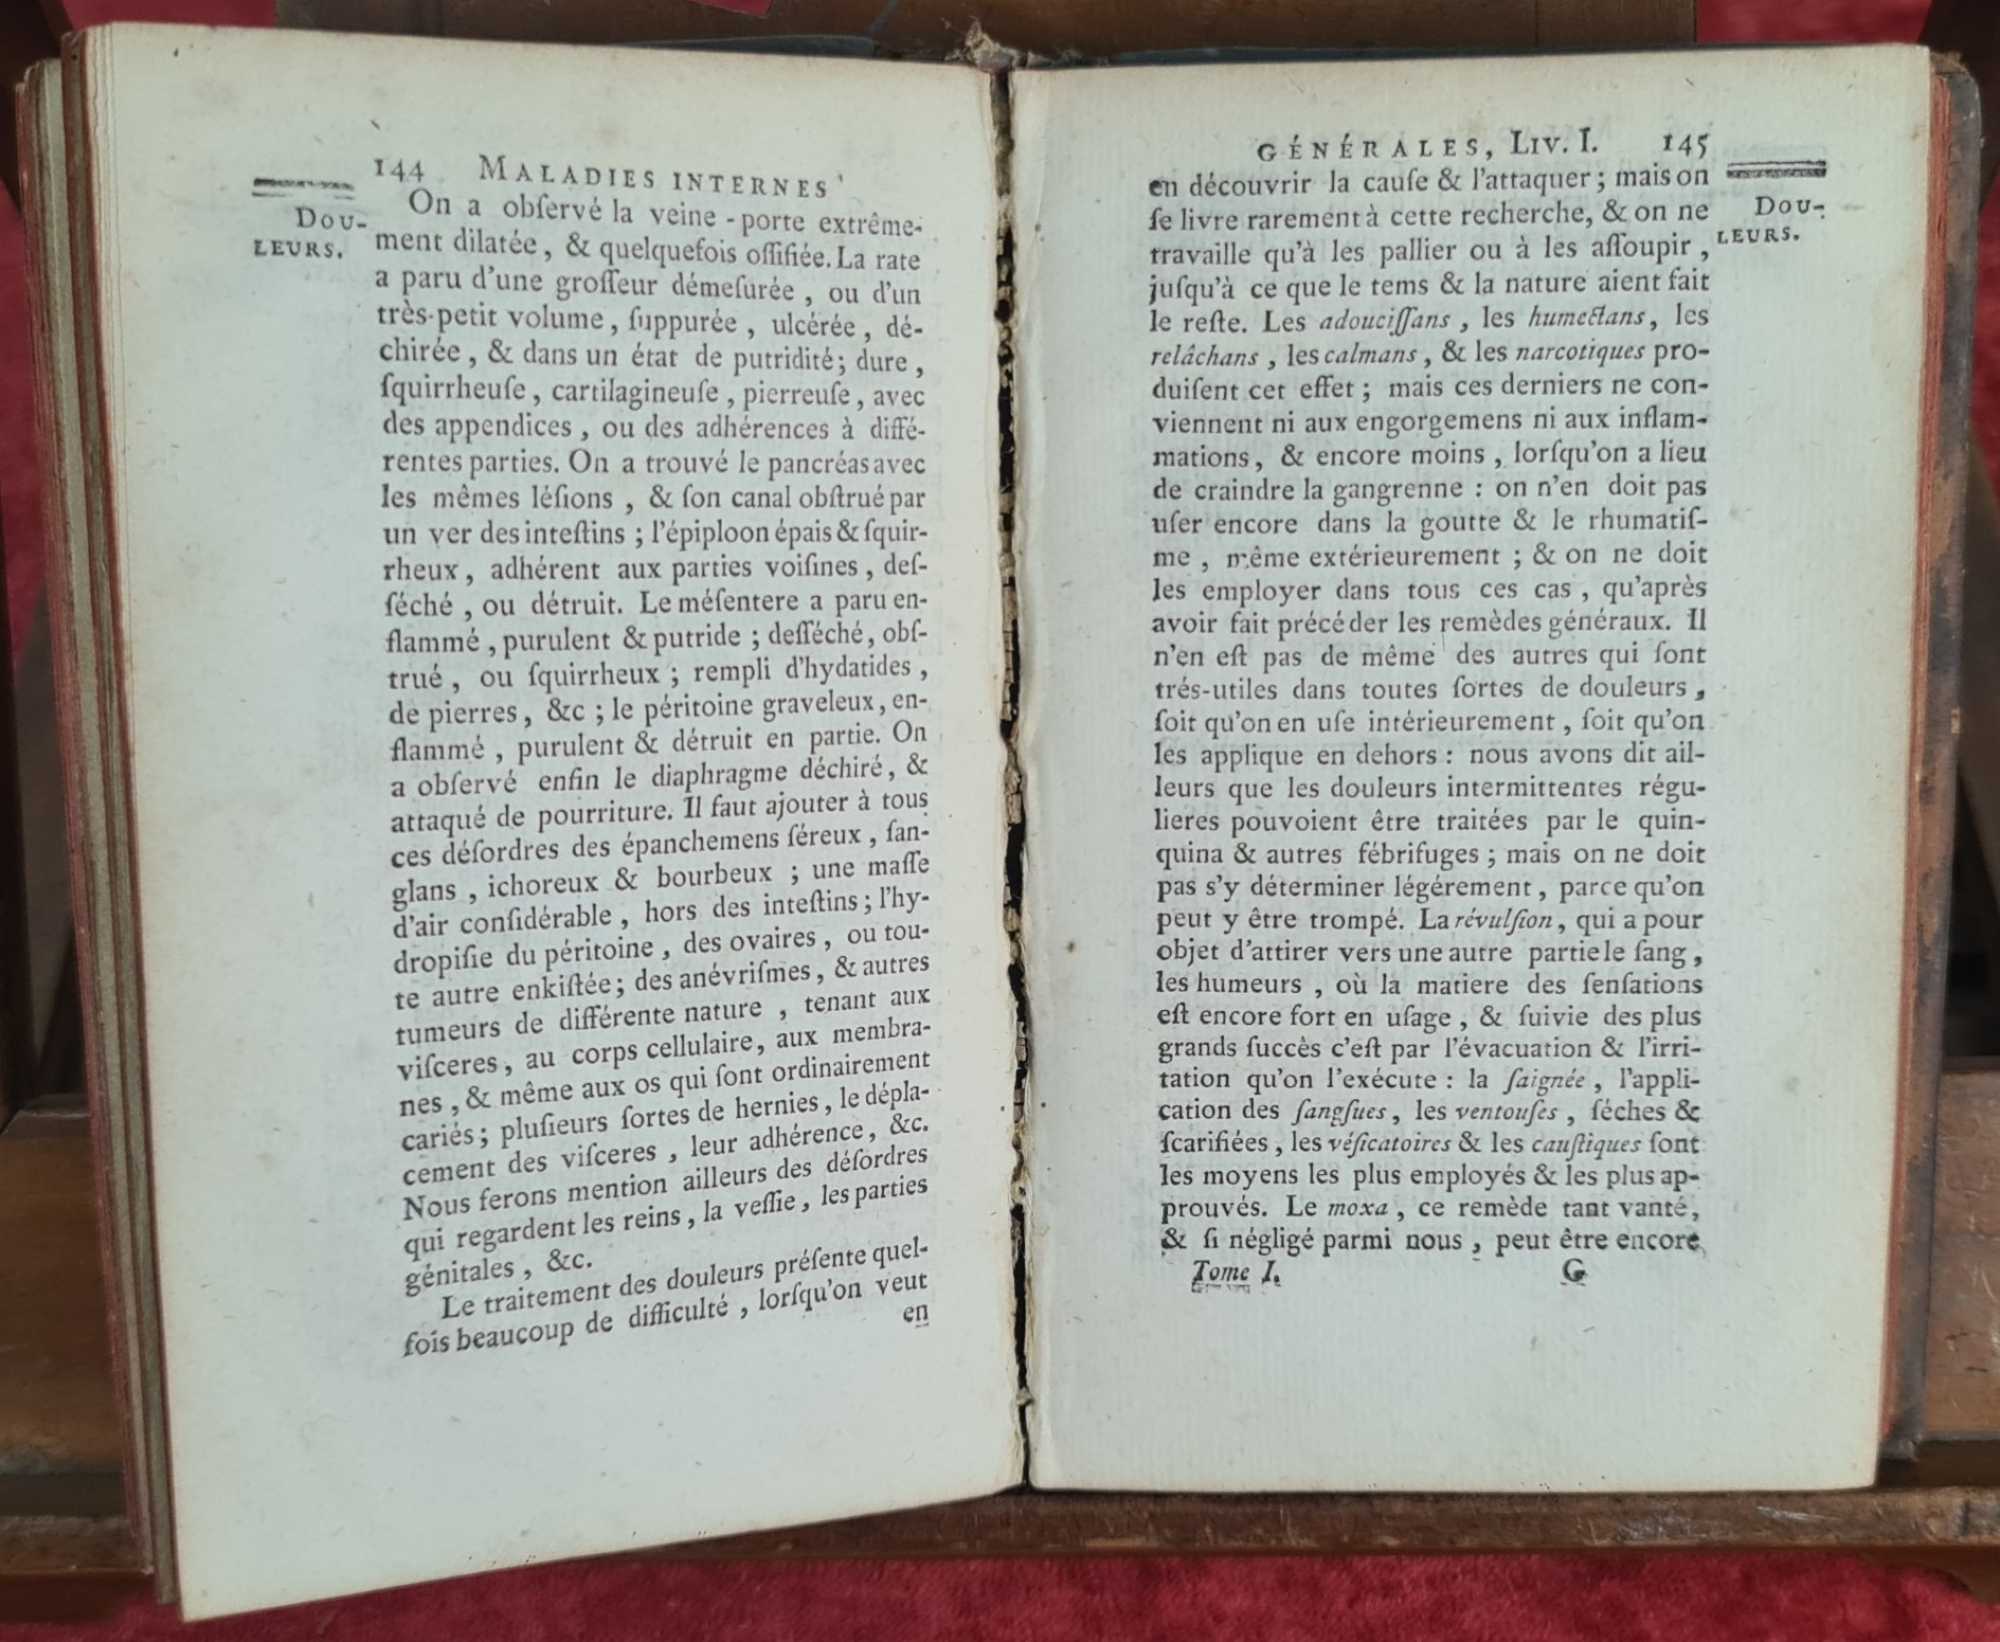 144 MALADIES INTERNES
DOU-
LEURS.
On a obſervé la veine-porte extrême-
ment dilatée, & quelquefois oſſifiée. La rate
a paru d'une groſſeur démeſurée, ou d'un
très-petit volume, ſuppurée, ulcérée, dé-
chirée, & dans un état de putridité; dure,
ſquirrheuſe, cartilagineuſe, pierreuſe, avec
des appendices, ou des adhérences à diffé-
rentes parties. On a trouvé le pancréas avec
les mêmes léſions, & ſon canal obſtrué par
un ver des inteſtins; l'épiploon épais & ſquir-
rheux, adhérent aux parties voiſines, deſ-
ſéché, ou détruit. Le méſentere a paru en-
flammé, purulent & putride; deſſéché, obſ-
trué, ou ſquirrheux; rempli d'hydatides,
de pierres, &c; le péritoine graveleux, en-
flammé, purulent & détruit en partie. On
a obſervé enfin le diaphragme déchiré, &
attaqué de pourriture. Il faut ajouter à tous
ces déſordres des épanchemens ſéreux, ſan-
glans, ichoreux & bourbeux; une maſſe
d'air conſidérable, hors des inteſtins; l'hy-
dropiſie du péritoine, des ovaires, ou tou-
te autre enkiſtée; des anévriſmes, & autres
tumeurs de différente nature, tenant aux
viſceres, au corps cellulaire, aux membra-
nes, & même aux os qui ſont ordinairement
cariés; pluſieurs ſortes de hernies, le dépla-
cement des viſceres, leur adhérence, &c.
Nous ferons mention ailleurs des déſordres
qui regardent les reins, la veſſie, les parties
génitales, &c.
Le traitement des douleurs préſente quel-
fois beaucoup de difficulté, lorſqu'on veut
en
GÉNÉRALES, LIV. I. 145
DOU-
LEURS.
en découvrir la cauſe & l'attaquer; mais on
ſe livre rarement à cette recherche, & on ne
travaille qu'à les pallier ou à les aſſoupir,
juſqu'à ce que le tems & la nature aient fait
le reſte. Les adouciſſans, les humectans, les
relâchans, les calmans, & les narcotiques pro-
duiſent cet effet; mais ces derniers ne con-
viennent ni aux engorgemens ni aux inflam-
mations, & encore moins, lorſqu'on a lieu
de craindre la gangrenne: on n'en doit pas
uſer encore dans la goutte & le rhumatiſ-
me, même extérieurement; & on ne doit
les employer dans tous ces cas, qu'après
avoir fait précéder les remèdes généraux. Il
n'en eſt pas de même des autres qui ſont
trés-utiles dans toutes ſortes de douleurs,
ſoit qu'on en uſe intérieurement, ſoit qu'on
les applique en dehors: nous avons dit ail-
leurs que les douleurs intermittentes régu-
lieres pouvoient être traitées par le quin-
quina & autres fébrifuges; mais on ne doit
pas s'y déterminer légérement, parce qu'on
peut y être trompé. La révulſion, qui a pour
objet d'attirer vers une autre partie le ſang,
les humeurs, où la matiere des ſenſations
eſt encore fort en uſage, & ſuivie des plus
grands ſuccès c'eſt par l'évacuation & l'irri-
tation qu'on l'exécute: la ſaignée, l'appli-
cation des ſangſues, les ventouſes, ſéches &
ſcarifiées, les véſicatoires & les cauſtiques ſont
les moyens les plus employés & les plus ap-
prouvés. Le moxa, ce remède tant vanté,
& ſi négligé parmi nous, peut être encore
Tome I. G